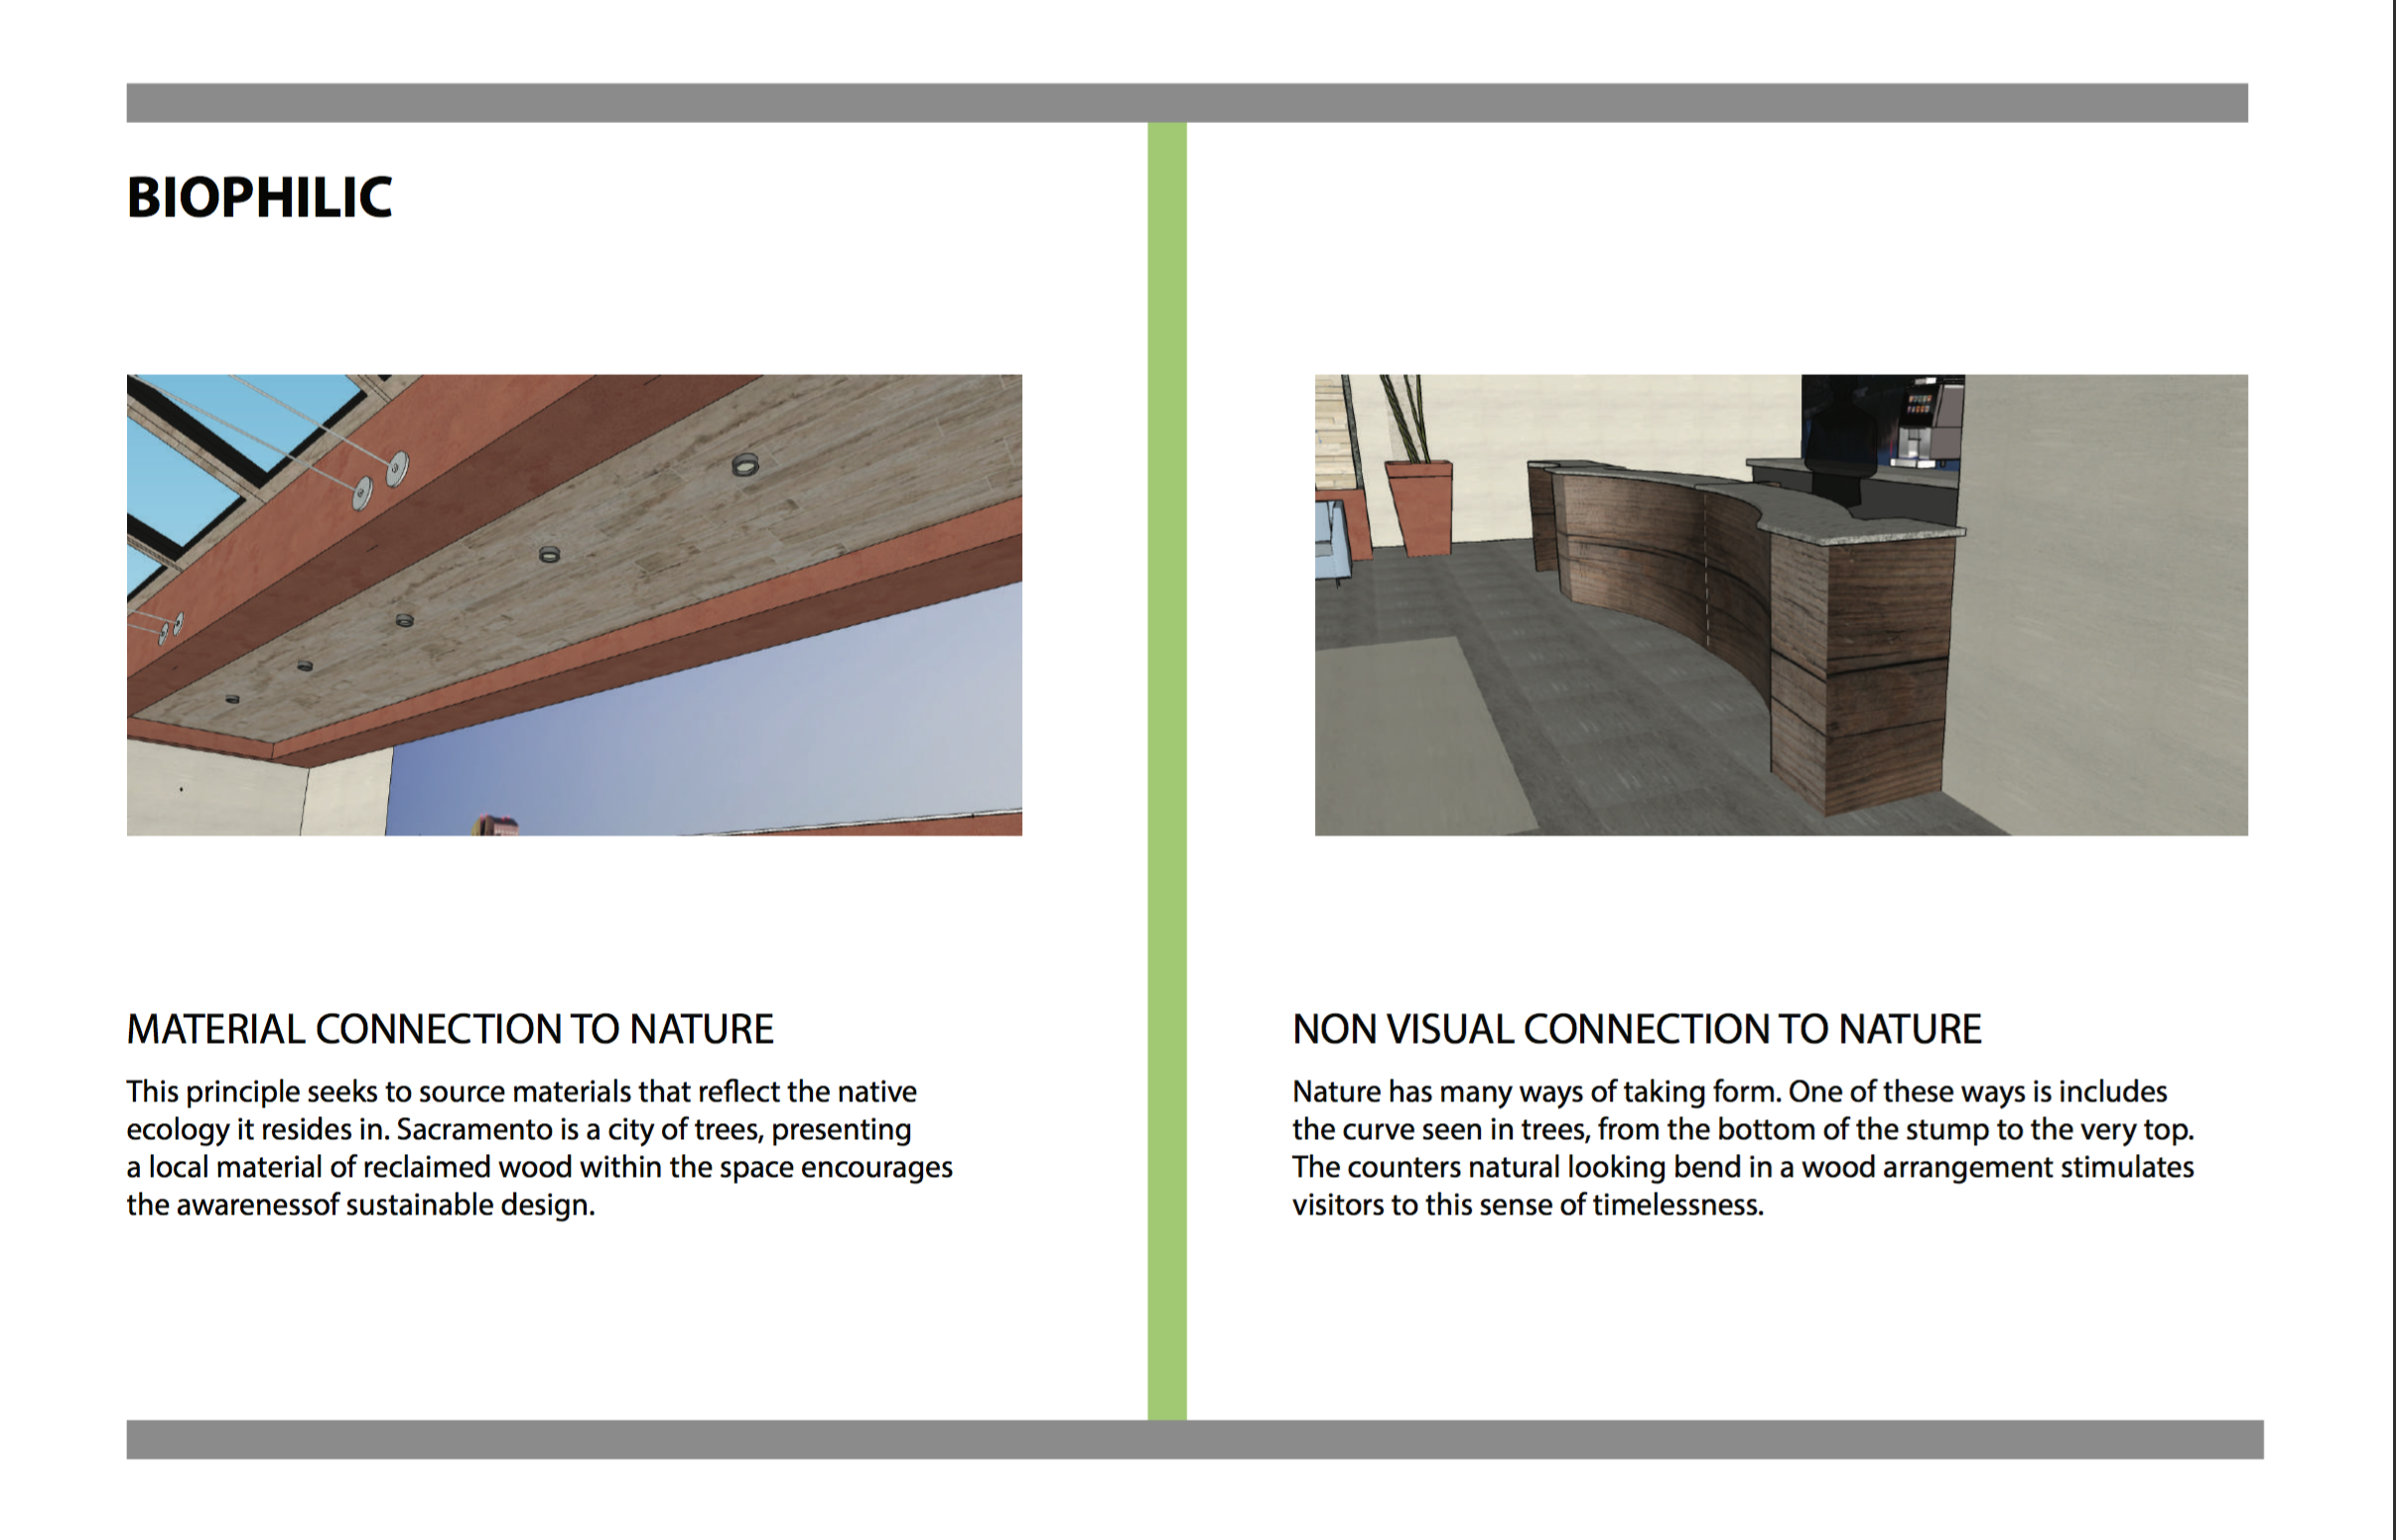 BIOPHILIC
MATERIAL CONNECTION TO NATURE
This principle seeks to source materials that reflect the native
ecology it resides in. Sacramento is a city of trees, presenting
a local material of reclaimed wood within the space encourages
the awarenessof sustainable design.
NON VISUAL CONNECTION TO NATURE
Nature has many ways of taking form. One of these ways is includes
the curve seen in trees, from the bottom of the stump to the very top.
The counters natural looking bend in a wood arrangement stimulates
visitors to this sense of timelessness.